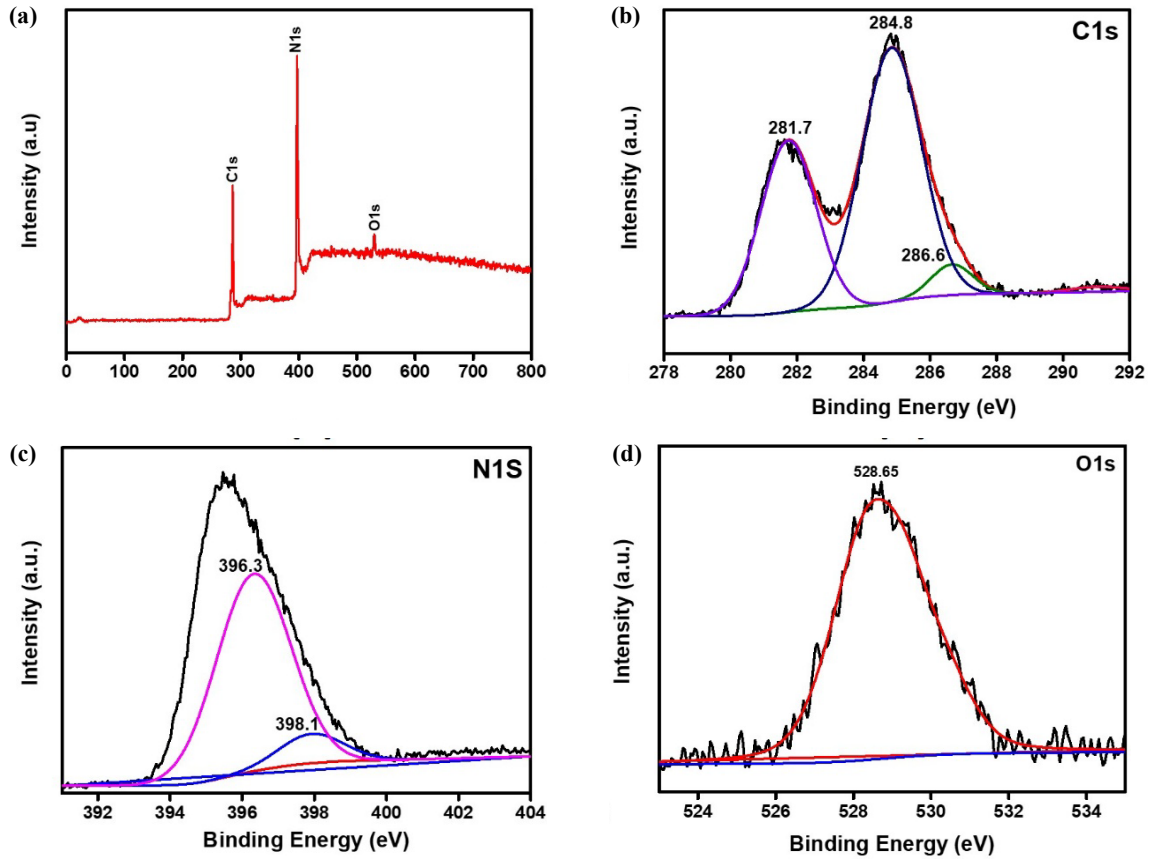 (a)
N1s
C1s
O1s
Intensity (a.u)
0 100 200 300 400 500 600 700 800
Binding Energy (eV)
(b)
C1s
284.8
281.7
286.6
Intensity (a.u.)
278 280 282 284 286 288 290 292
Binding Energy (eV)
(c)
N1S
396.3
398.1
Intensity (a.u.)
392 394 396 398 400 402 404
Binding Energy (eV)
(d)
O1s
528.65
Intensity (a.u.)
524 526 528 530 532 534
Binding Energy (eV)